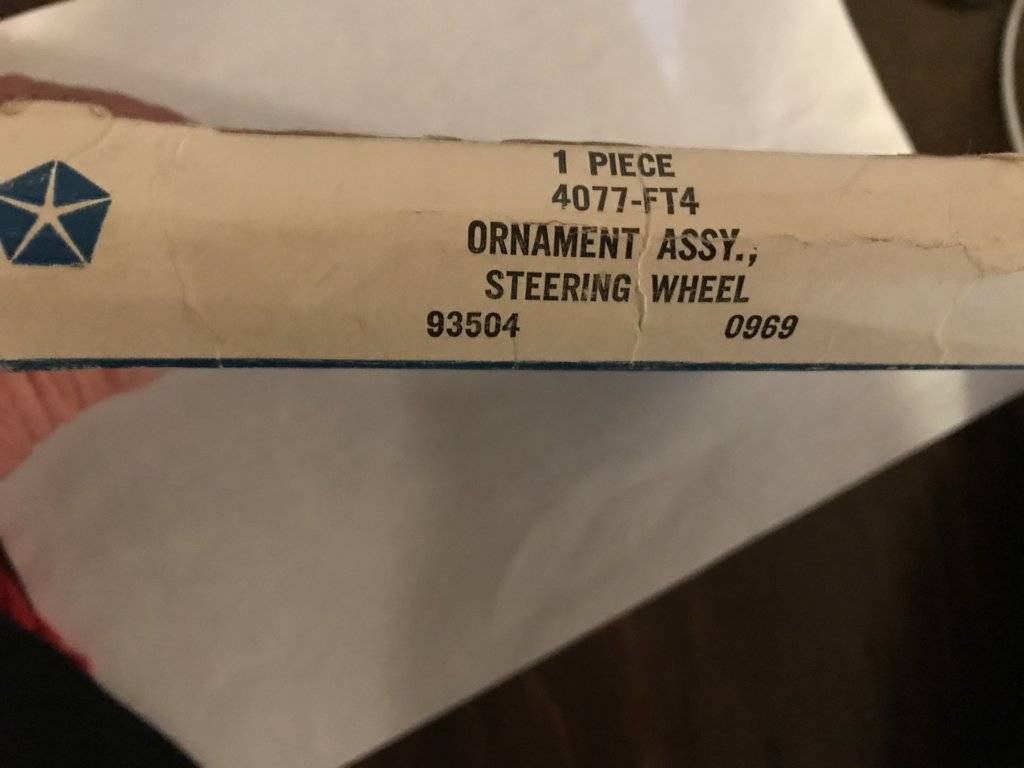 1 PIECE
4077-FT4
ORNAMENT ASSY.,
STEERING WHEEL
93504 0969